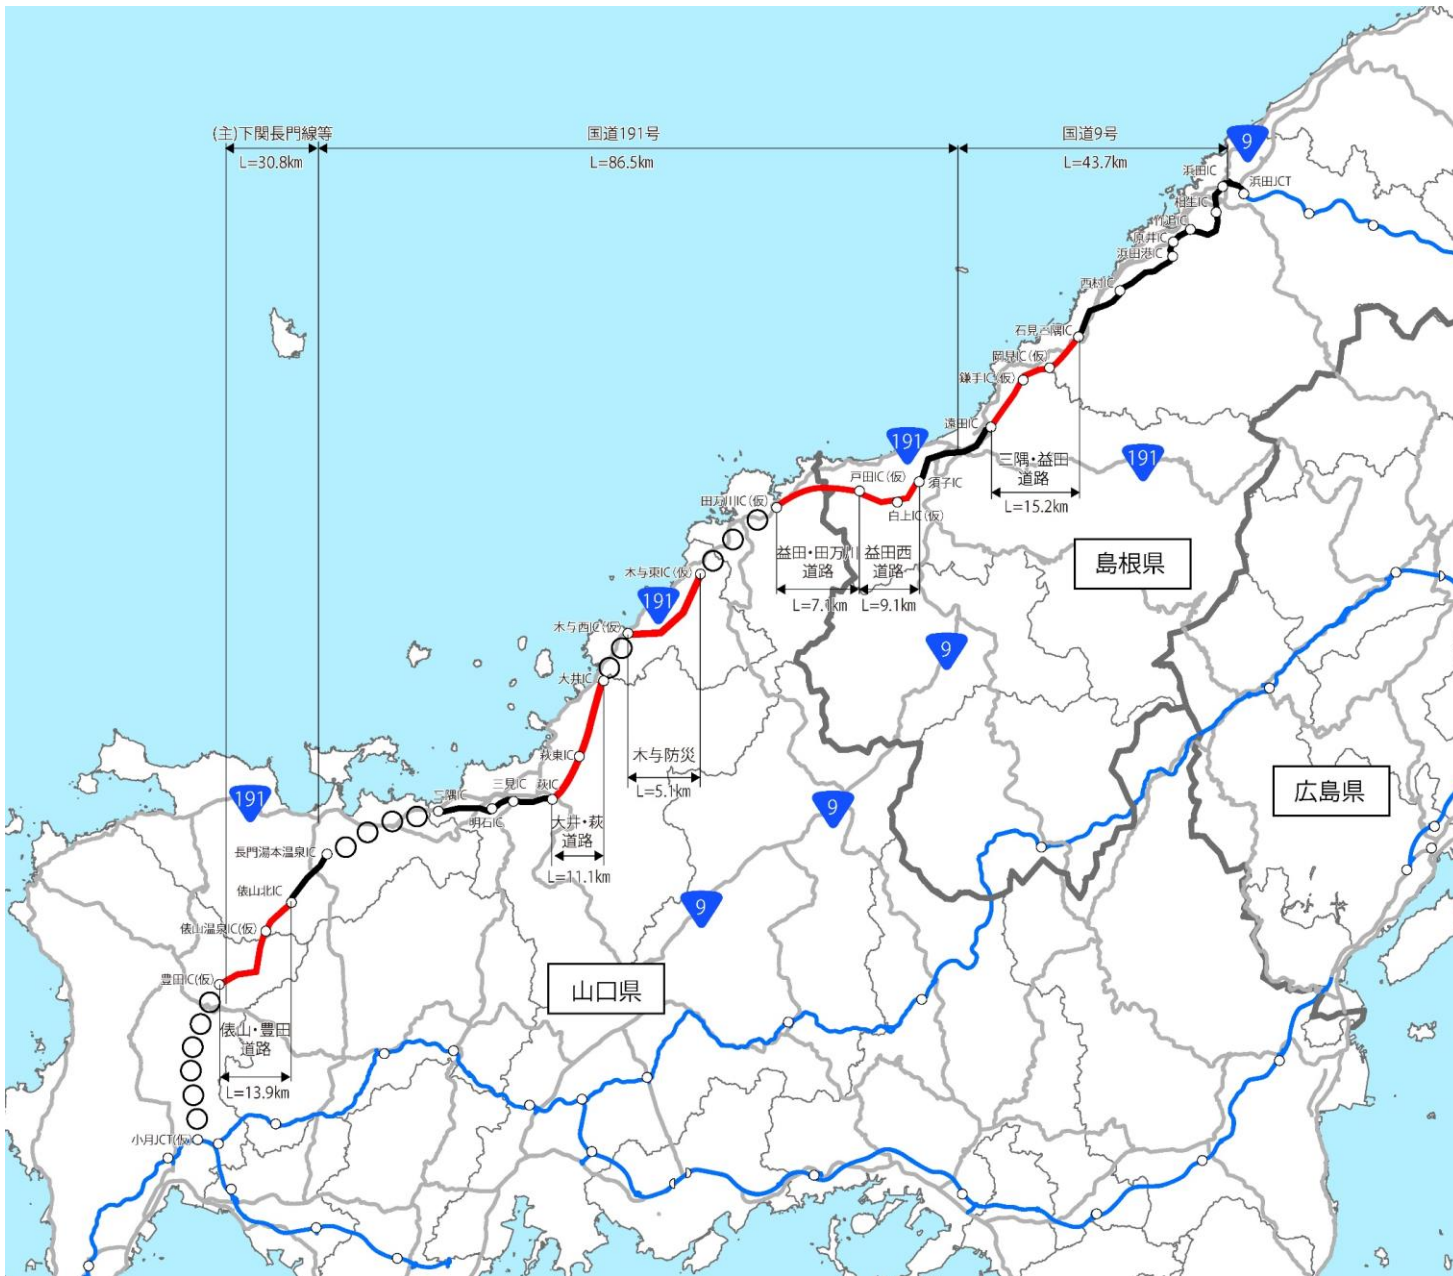 (主)下関長門線等
L=30.8km
国道191号
L=86.5km
国道9号
L=43.7km
9
浜田IC
浜田JCT
相生IC
竹迫IC
原井IC
浜田港IC
西村IC
石見三隅IC
岡見IC(仮)
鎌手IC(仮)
遠田IC
191
191
三隅・益田
道路
L=15.2km
戸田IC(仮)
須子IC
白上IC(仮)
田万川IC(仮)
益田・田万川
道路
L=7.1km
益田西
道路
L=9.1km
島根県
木与東IC(仮)
191
木与西IC(仮)
9
大井IC
木与防災
L=5.1km
萩東IC
三見IC
萩IC
三隅IC
明石IC
大井・萩
道路
L=11.1km
広島県
9
191
長門湯本温泉IC
俵山北IC
9
俵山温泉IC(仮)
豊田IC(仮)
山口県
俵山・豊田
道路
L=13.9km
小月JCT(仮)